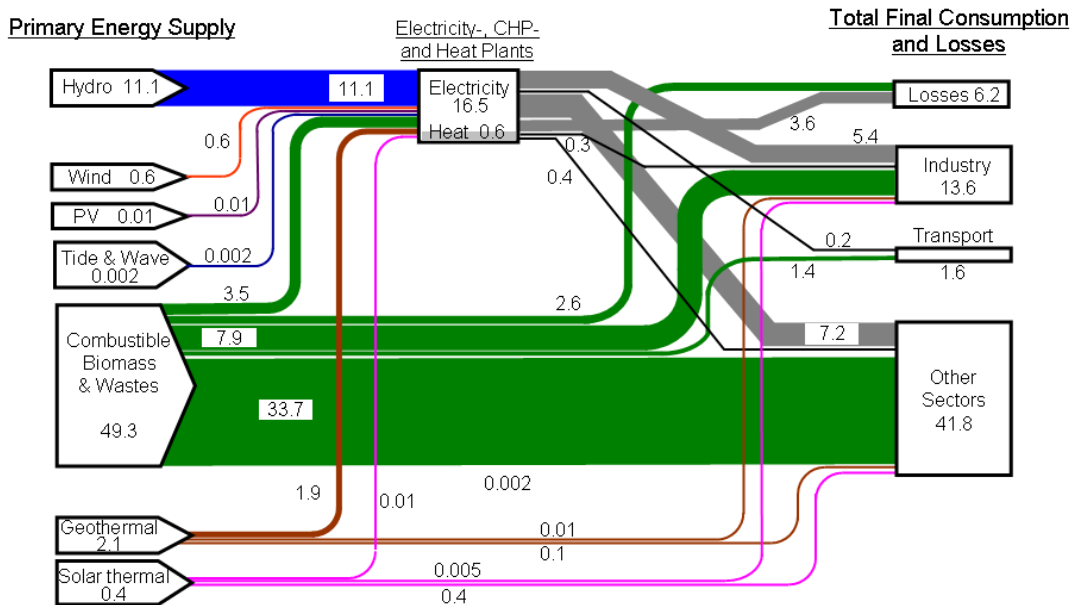 Primary Energy Supply
Electricity-, CHP-
and Heat Plants
Total Final Consumption
and Losses
Hydro 11.1
11.1
Electricity
16.5
Heat 0.6
Losses 6.2
3.6
5.4
0.6
0.3
0.4
Industry
13.6
Wind 0.6
PV 0.01
0.01
Tide & Wave
0.002
0.002
0.2
Transport
1.4
1.6
3.5
2.6
7.9
7.2
Combustible
Biomass
& Wastes
49.3
33.7
Other
Sectors
41.8
0.002
1.9
0.01
Geothermal
2.1
0.01
0.1
Solar thermal
0.4
0.005
0.4